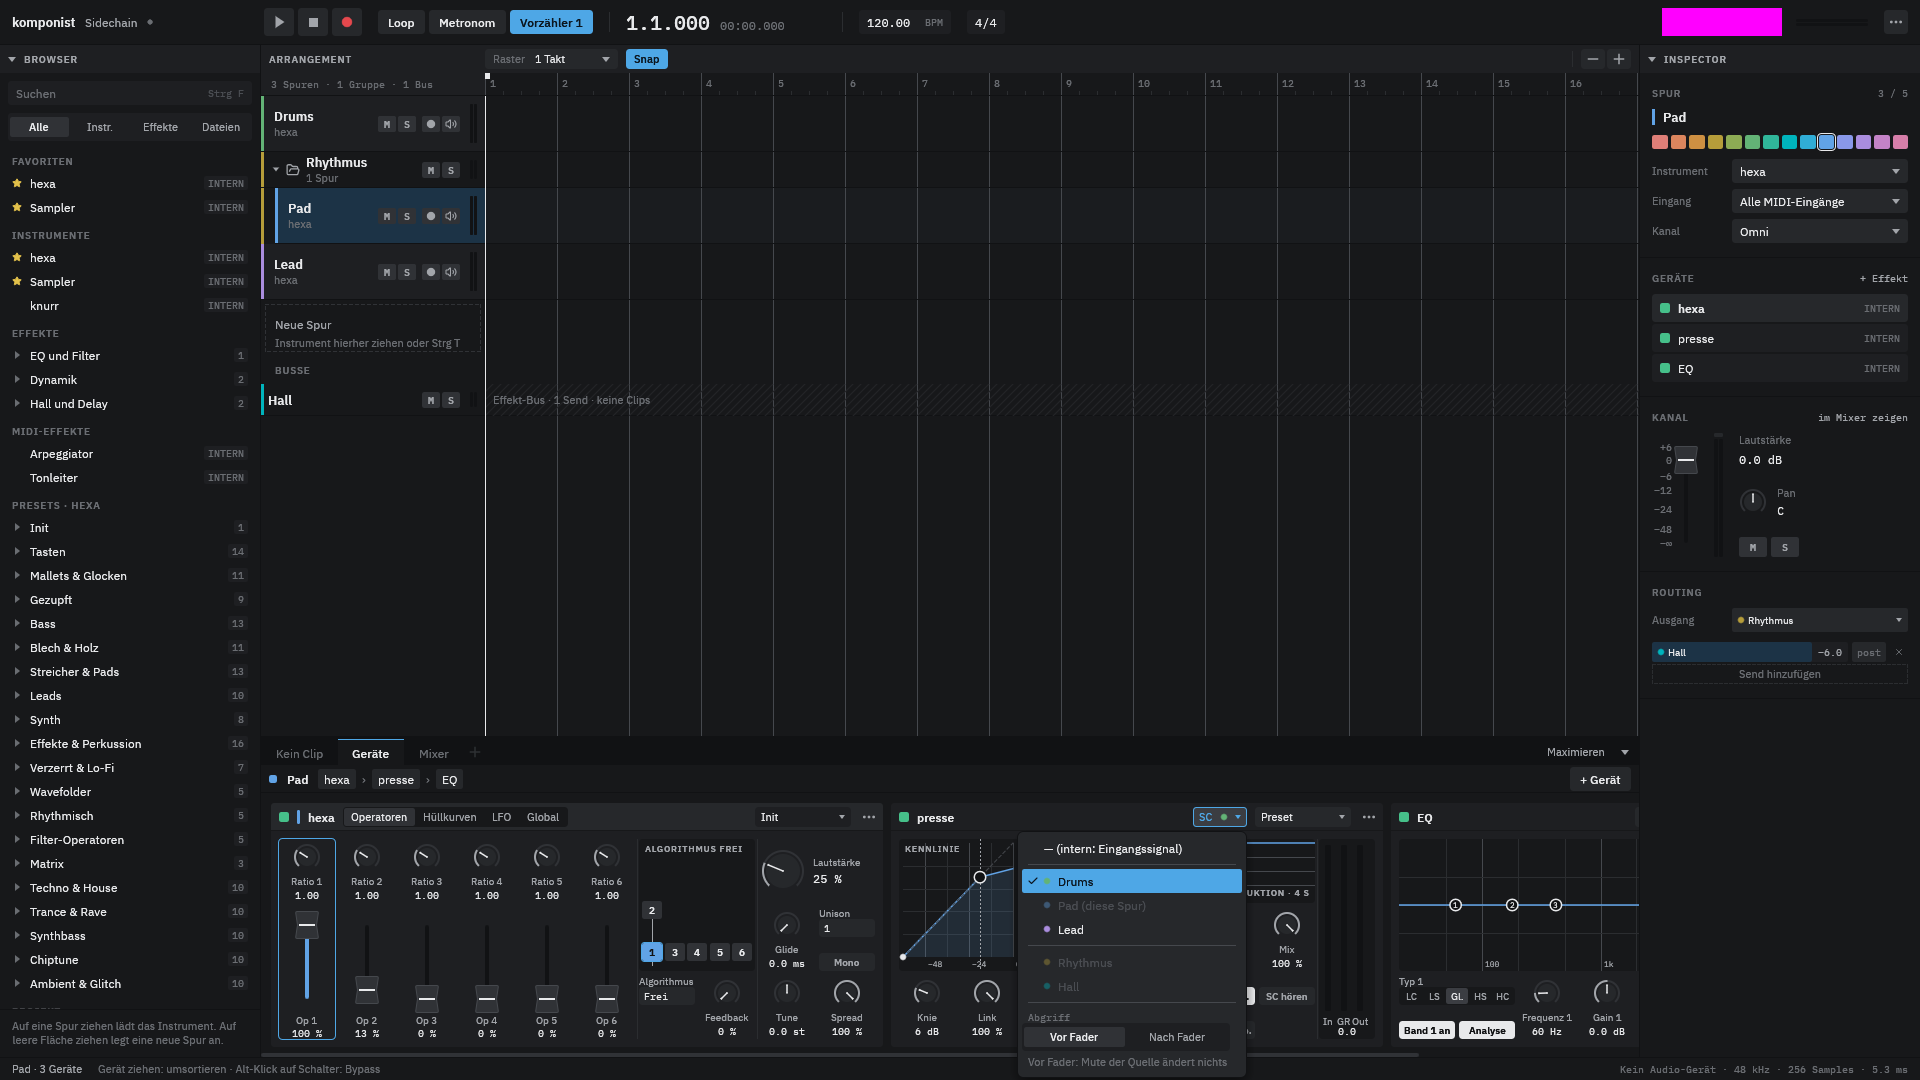 komponist Sidechain
Loop Metronom Vorzähler 1 1.1.000 00:00.000 120.00 BPM 4/4
BROWSER
Suchen Strg F
Alle Instr. Effekte Dateien
FAVORITEN
hexa INTERN
Sampler INTERN
INSTRUMENTE
hexa INTERN
Sampler INTERN
knurr INTERN
EFFEKTE
EQ und Filter 1
Dynamik 2
Hall und Delay 2
MIDI-EFFEKTE
Arpeggiator INTERN
Tonleiter INTERN
PRESETS · HEXA
Init 1
Tasten 14
Mallets & Glocken 11
Gezupft 9
Bass 13
Blech & Holz 11
Streicher & Pads 13
Leads 10
Synth 8
Effekte & Perkussion 16
Verzerrt & Lo-Fi 7
Wavefolder 5
Rhythmisch 5
Filter-Operatoren 5
Matrix 3
Techno & House 10
Trance & Rave 10
Synthbass 10
Chiptune 10
Ambient & Glitch 10
Auf eine Spur ziehen lädt das Instrument. Auf
leere Fläche ziehen legt eine neue Spur an.
ARRANGEMENT Raster 1 Takt Snap
3 Spuren · 1 Gruppe · 1 Bus 1 2 3 4 5 6 7 8 9 10 11 12 13 14 15 16
Drums
hexa M S
Rhythmus
1 Spur M S
Pad
hexa M S
Lead
hexa M S
Neue Spur
Instrument hierher ziehen oder Strg T
BUSSE
Hall M S Effekt-Bus · 1 Send · keine Clips
Kein Clip Geräte Mixer + Maximieren
Pad hexa › presse › EQ + Gerät
hexa Operatoren Hüllkurven LFO Global Init
Ratio 1 Ratio 2 Ratio 3 Ratio 4 Ratio 5 Ratio 6
1.00 1.00 1.00 1.00 1.00 1.00
Op 1 Op 2 Op 3 Op 4 Op 5 Op 6
100 % 13 % 0 % 0 % 0 % 0 %
ALGORITHMUS FREI
2
1 3 4 5 6
Algorithmus
Frei
Feedback
0 %
Lautstärke
25 %
Glide
0.0 ms
Unison
1
Mono
Tune
0.0 st
Spread
100 %
presse SC Preset
KENNLINIE
-48 -24
Knie
6 dB
Link
100 %
— (intern: Eingangssignal)
Drums
Pad (diese Spur)
Lead
Rhythmus
Hall
Abgriff
Vor Fader Nach Fader
Vor Fader: Mute der Quelle ändert nichts
UKTION · 4 S
Mix
100 %
SC hören
In GR Out
0.0
EQ
1 2 3
100 1k
Typ 1
LC LS GL HS HC
Band 1 an Analyse
Frequenz 1
60 Hz
Gain 1
0.0 dB
INSPECTOR
SPUR 3 / 5
Pad
Instrument hexa
Eingang Alle MIDI-Eingänge
Kanal Omni
GERÄTE + Effekt
hexa INTERN
presse INTERN
EQ INTERN
KANAL im Mixer zeigen
+6
0
−6
−12
−24
−48
−∞
Lautstärke
0.0 dB
Pan
C
M S
ROUTING
Ausgang Rhythmus
Hall −6.0 post ×
Send hinzufügen
Pad · 3 Geräte Gerät ziehen: umsortieren · Alt-Klick auf Schalter: Bypass
Kein Audio-Gerät · 48 kHz · 256 Samples · 5.3 ms